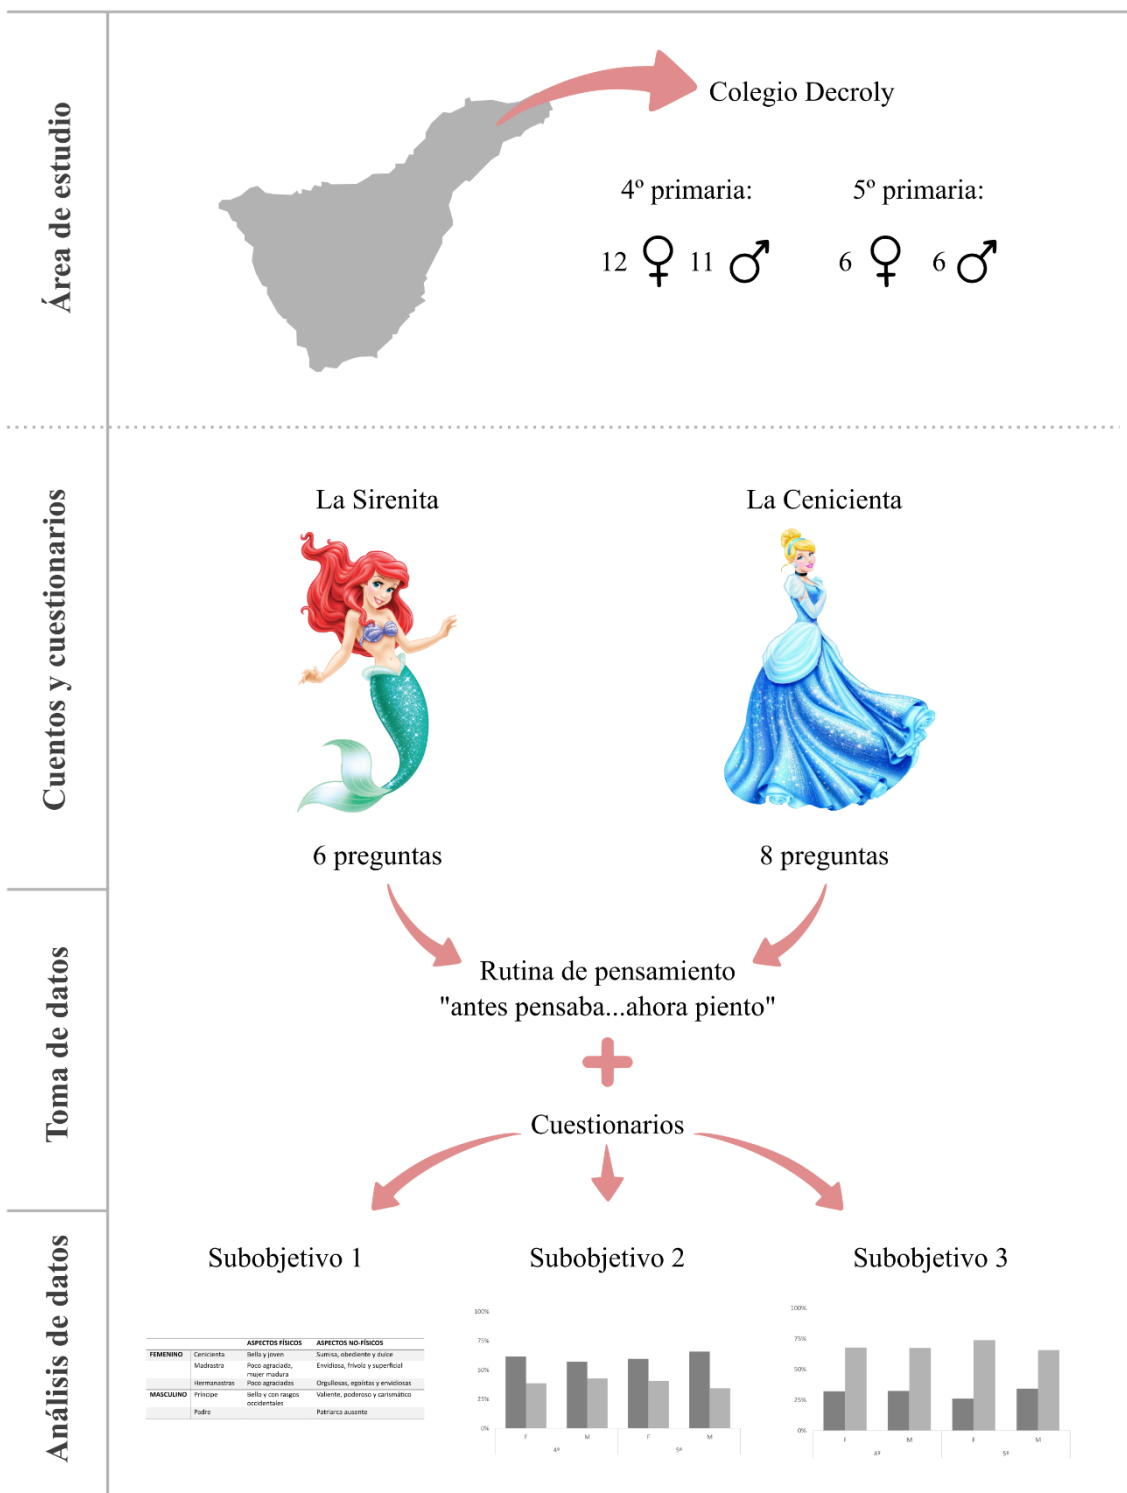 Área de estudio
Colegio Decroly
4º primaria:
5º primaria:
12 11
6 6
Cuentos y cuestionarios
La Sirenita
La Cenicienta
6 preguntas
8 preguntas
Toma de datos
Rutina de pensamiento
"antes pensaba...ahora piento"
Cuestionarios
Análisis de datos
Subobjetivo 1
Subobjetivo 2
Subobjetivo 3
ASPECTOS FÍSICOS ASPECTOS NO-FÍSICOS
FEMENINO Cenicienta Bella y joven Sumisa, obediente y dulce
Madrastra Poco agraciada, Envidiosa, frívola y superficial
mujer madura
Hermanastras Poco agraciadas Orgullosas, egoístas y envidiosas
MASCULINO Príncipe Bello y con rasgos Valiente, poderoso y carismático
occidentales
Padre Patriarca ausente
100%
75%
50%
25%
0%
F M F M
4º 5º
100%
75%
50%
25%
0%
F M F M
4º 5º